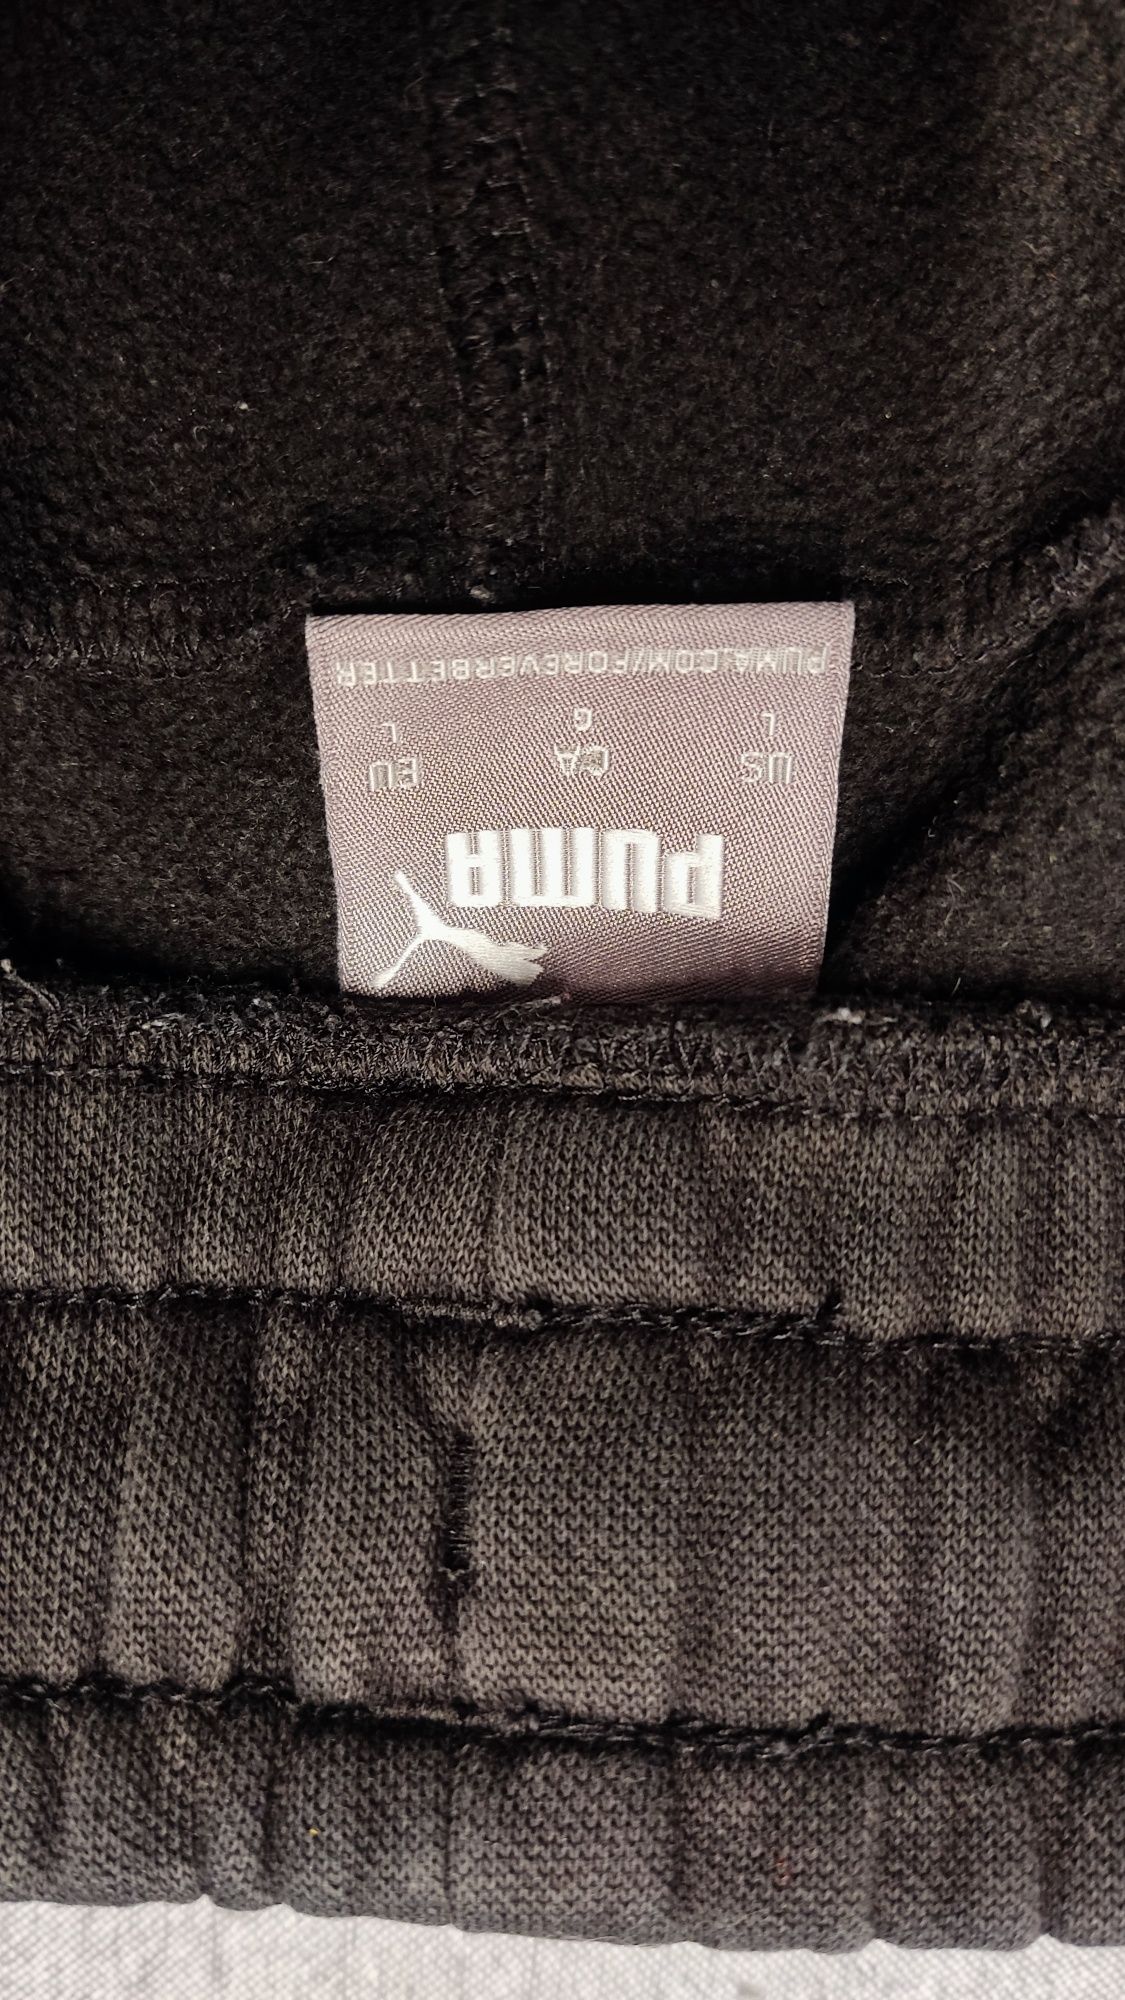 PUMA
US CA EU
L G L
PUMA.COM/FOREVERBETTER